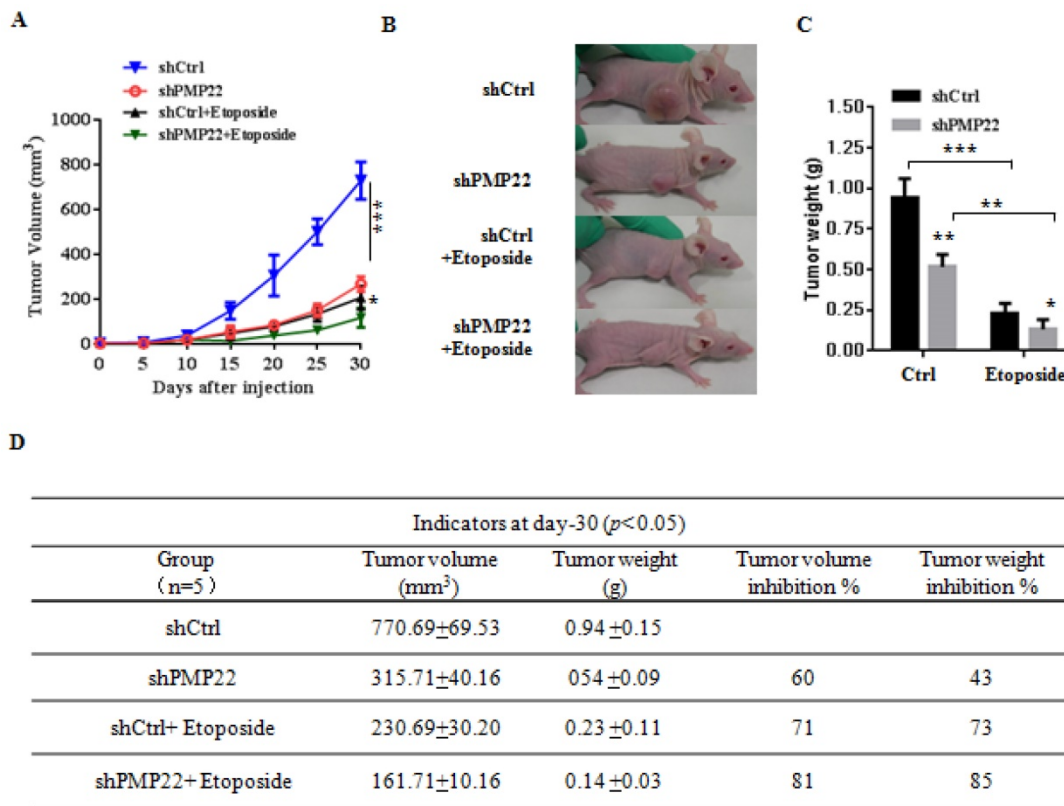 A
shCtrl
shPMP22
shCtrl+Etoposide
shPMP22+Etoposide
Tumor Volume (mm³)
1000
800
600
400
200
0
0 5 10 15 20 25 30
Days after injection
***
*
B
shCtrl
shPMP22
shCtrl
+Etoposide
shPMP22
+Etoposide
C
shCtrl
shPMP22
Tumor weight (g)
1.50
1.25
1.00
0.75
0.50
0.25
0.00
***
**
**
*
Ctrl Etoposide
D
Indicators at day-30 (p<0.05)
Group Tumor volume Tumor weight Tumor volume Tumor weight
(n=5) (mm³) (g) inhibition % inhibition %
shCtrl 770.69±69.53 0.94 ±0.15
shPMP22 315.71±40.16 054 ±0.09 60 43
shCtrl+ Etoposide 230.69±30.20 0.23 ±0.11 71 73
shPMP22+ Etoposide 161.71±10.16 0.14 ±0.03 81 85